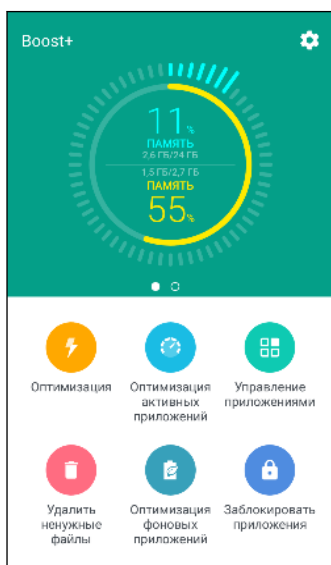 Boost+
11%
ПАМЯТЬ
2,6 ГБ/24 ГБ
1,5 ГБ/2,7 ГБ
ПАМЯТЬ
55%
Оптимизация
Оптимизация
активных
приложений
Управление
приложениями
Удалить
ненужные
файлы
Оптимизация
фоновых
приложений
Заблокировать
приложения